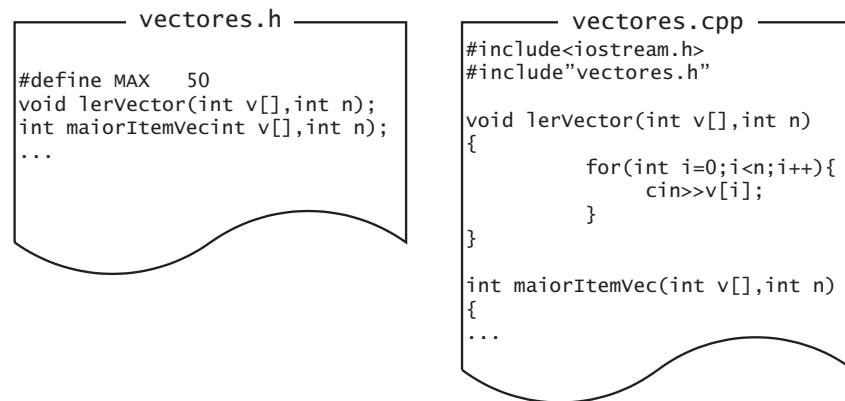 vectores.h
#define MAX   50
void lerVector(int v[],int n);
int maiorItemVecint v[],int n);
...
vectores.cpp
#include<iostream.h>
#include”vectores.h”
void lerVector(int v[],int n)
{
for(int i=0;i<n;i++){
cin>>v[i];
}
}
int maiorItemVec(int v[],int n)
{
...